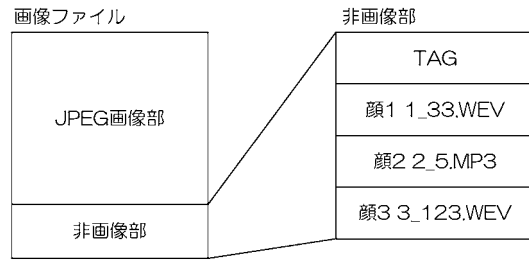 画像ファイル
JPEG画像部
非画像部
非画像部
TAG
顔1 1_33.WEV
顔2 2_5.MP3
顔3 3_123.WEV